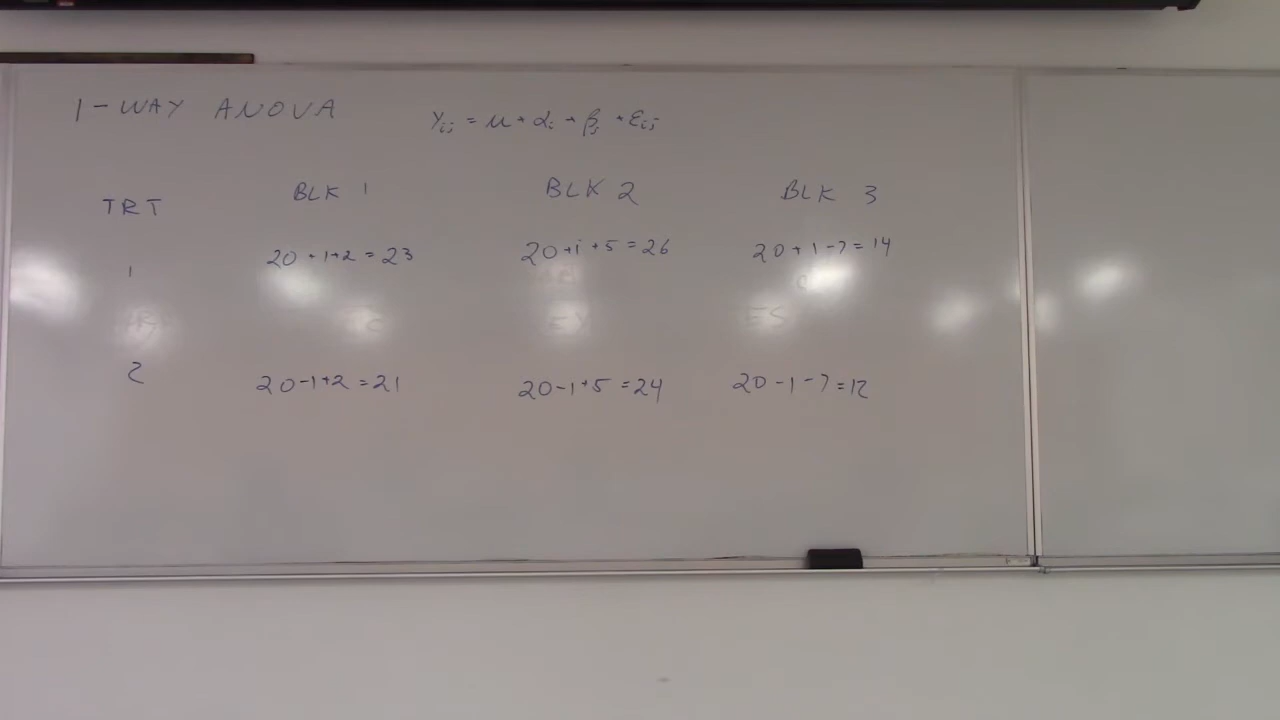 1-WAY ANOVA Yij = μ + αi + βj + εij
TRT BLK 1 BLK 2 BLK 3
1 20+1+2=23 20+1+5=26 20+1-7=14
2 20-1+2=21 20-1+5=24 20-1-7=12